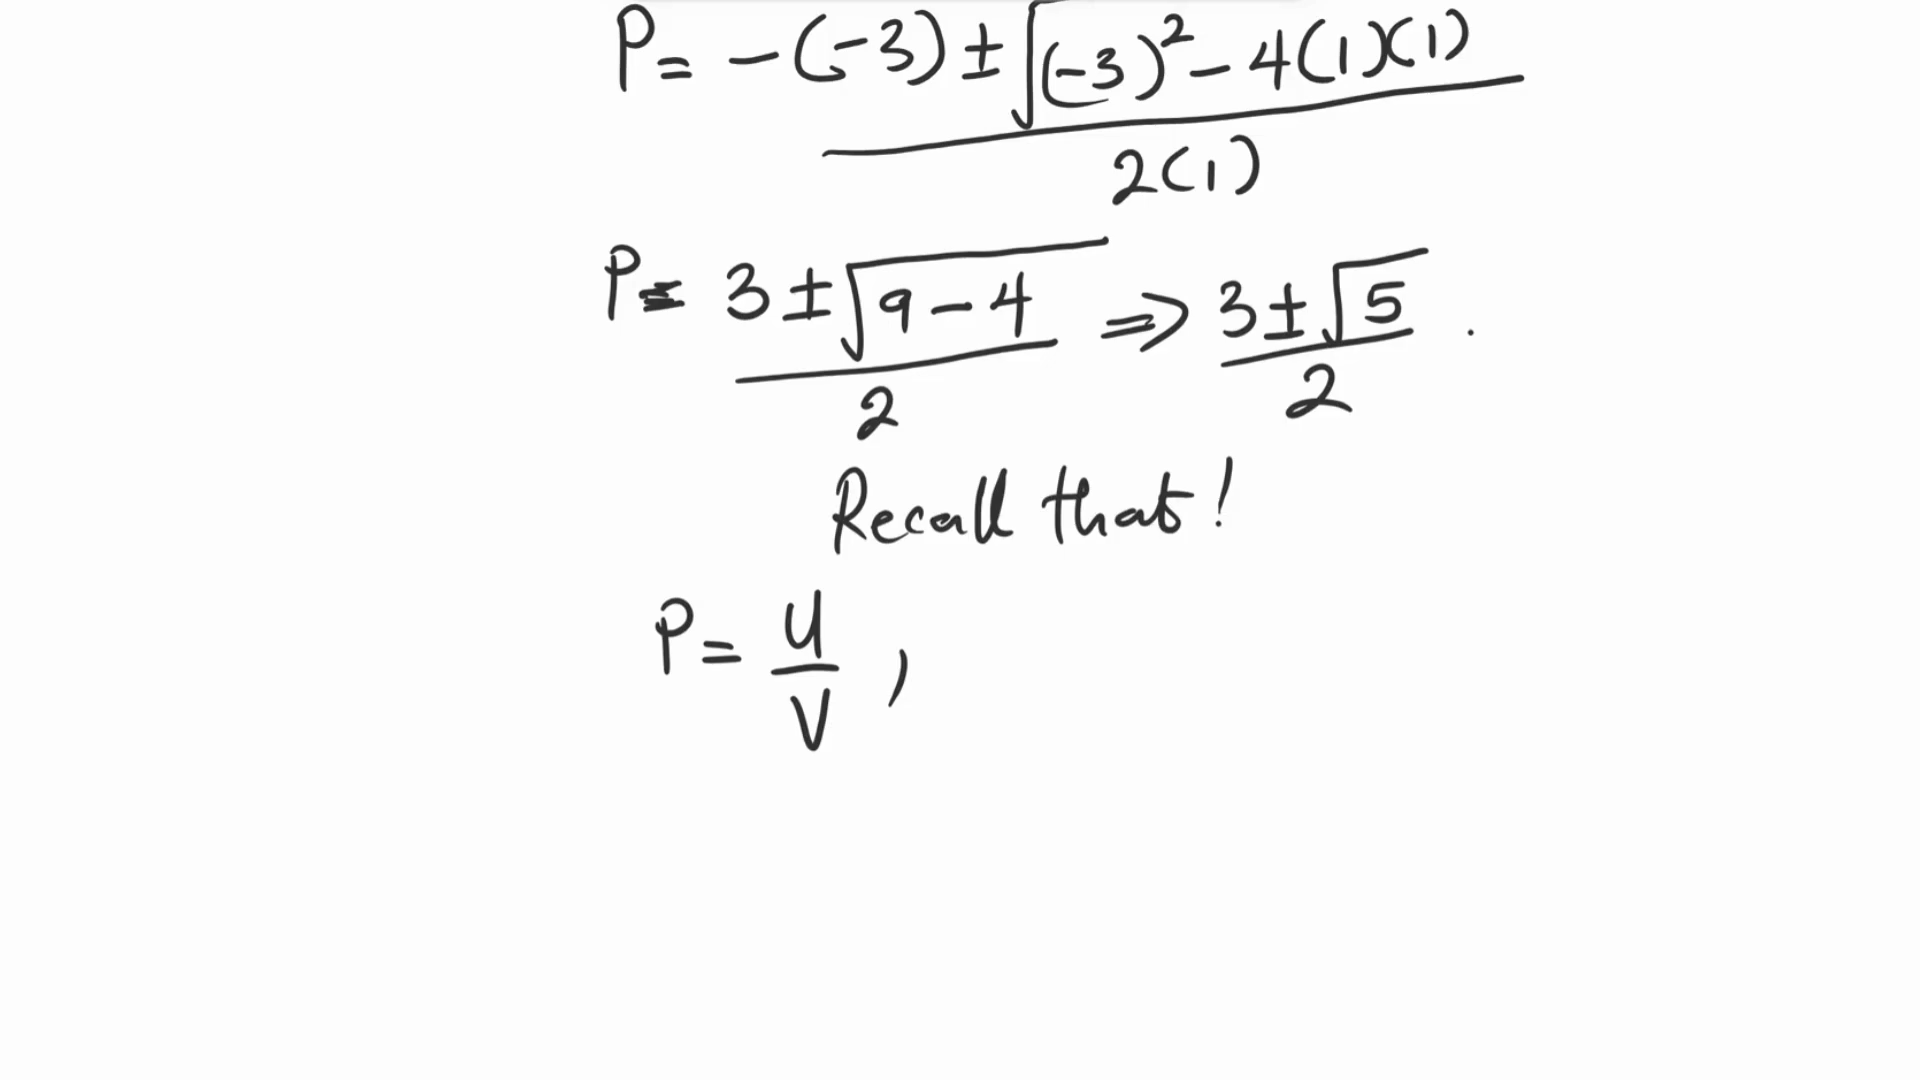 P = -(-3) ± √(-3)² - 4(1)(1)
2(1)
P = 3 ± √9 - 4 ⇒ 3 ± √5 .
2 2
Recall that!
P = U
V ,